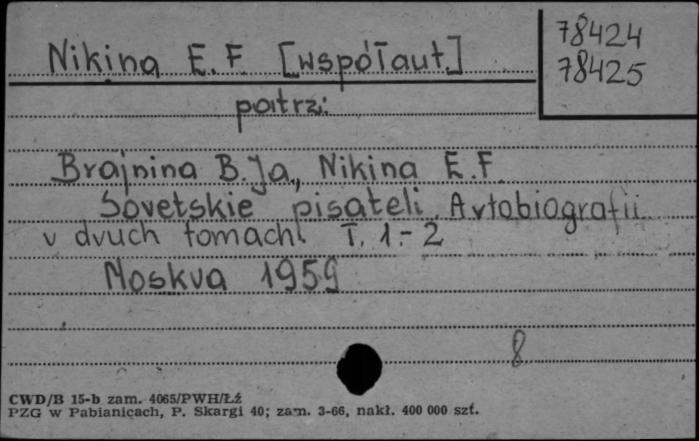 Nikina E. F. [współaut.]
78424
78425
patrz:
Brajnina B. Ja., Nikina E. F.
Sovetskie pisateli. Avtobiografii
v dvuch tomach. T. 1.-2
Moskva 1959
8
CWD/B 15-b zam. 4065/PWH/Łź
PZG w Pabianicach, P. Skargi 40; zam. 3-66, nakł. 400 000 szt.